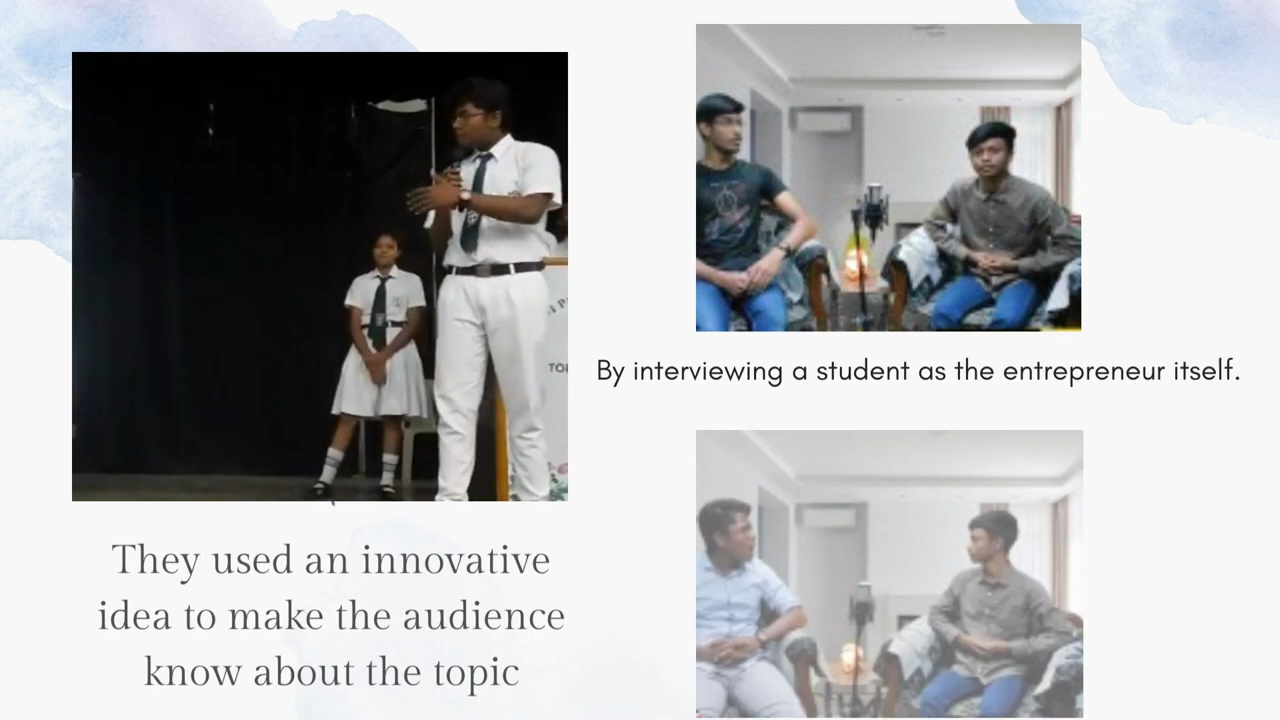 They used an innovative
idea to make the audience
know about the topic
By interviewing a student as the entrepreneur itself.